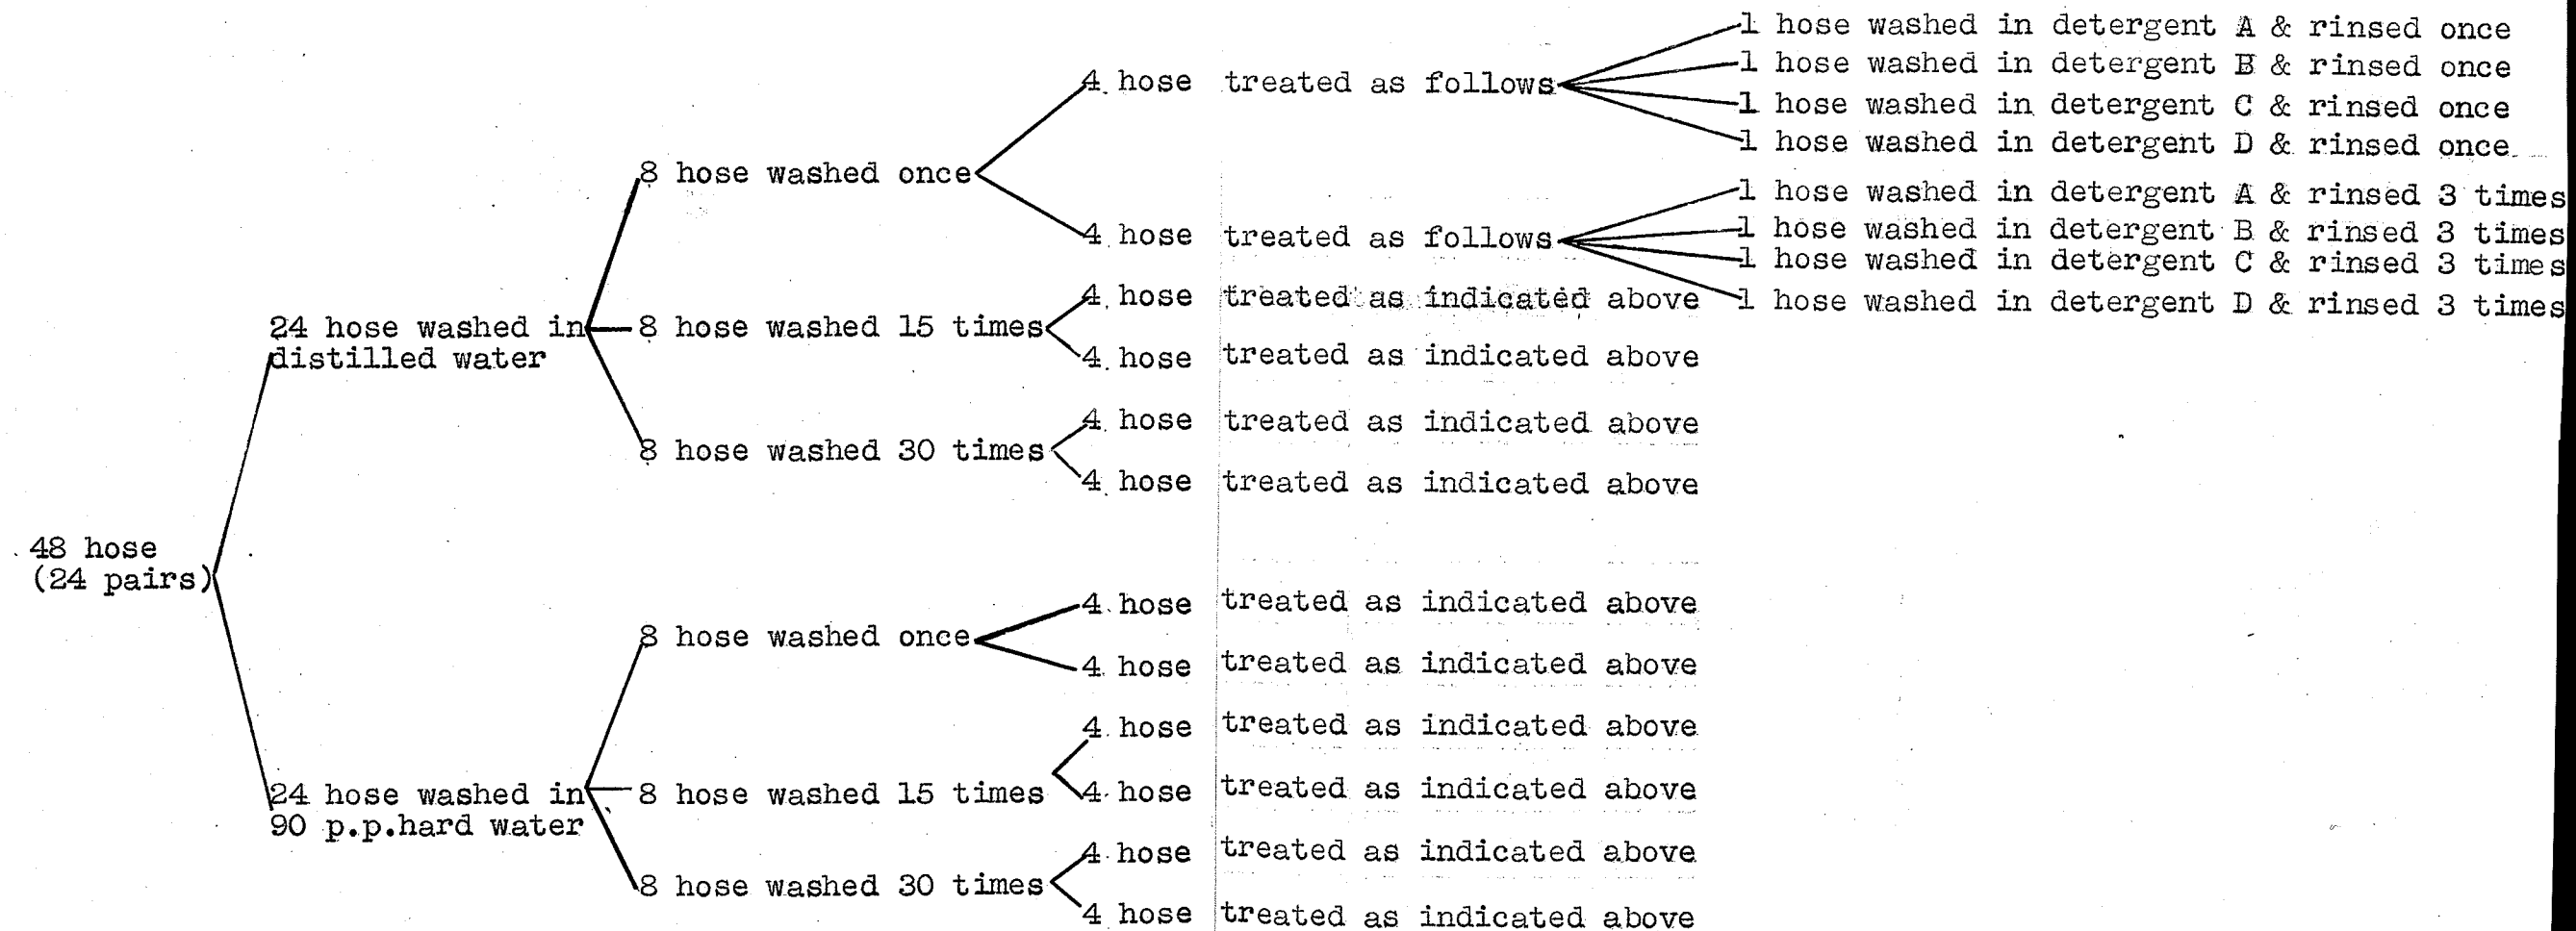 1 hose washed in detergent A & rinsed once
1 hose washed in detergent B & rinsed once
1 hose washed in detergent C & rinsed once
1 hose washed in detergent D & rinsed once
4 hose treated as follows
8 hose washed once
4 hose treated as follows
1 hose washed in detergent A & rinsed 3 times
1 hose washed in detergent B & rinsed 3 times
1 hose washed in detergent C & rinsed 3 times
1 hose washed in detergent D & rinsed 3 times
4 hose treated as indicated above
24 hose washed in
distilled water
8 hose washed 15 times
4 hose treated as indicated above
4 hose treated as indicated above
8 hose washed 30 times
4 hose treated as indicated above
48 hose
(24 pairs)
4 hose treated as indicated above
8 hose washed once
4 hose treated as indicated above
4 hose treated as indicated above
24 hose washed in
90 p.p.hard water
8 hose washed 15 times
4 hose treated as indicated above
4 hose treated as indicated above
8 hose washed 30 times
4 hose treated as indicated above